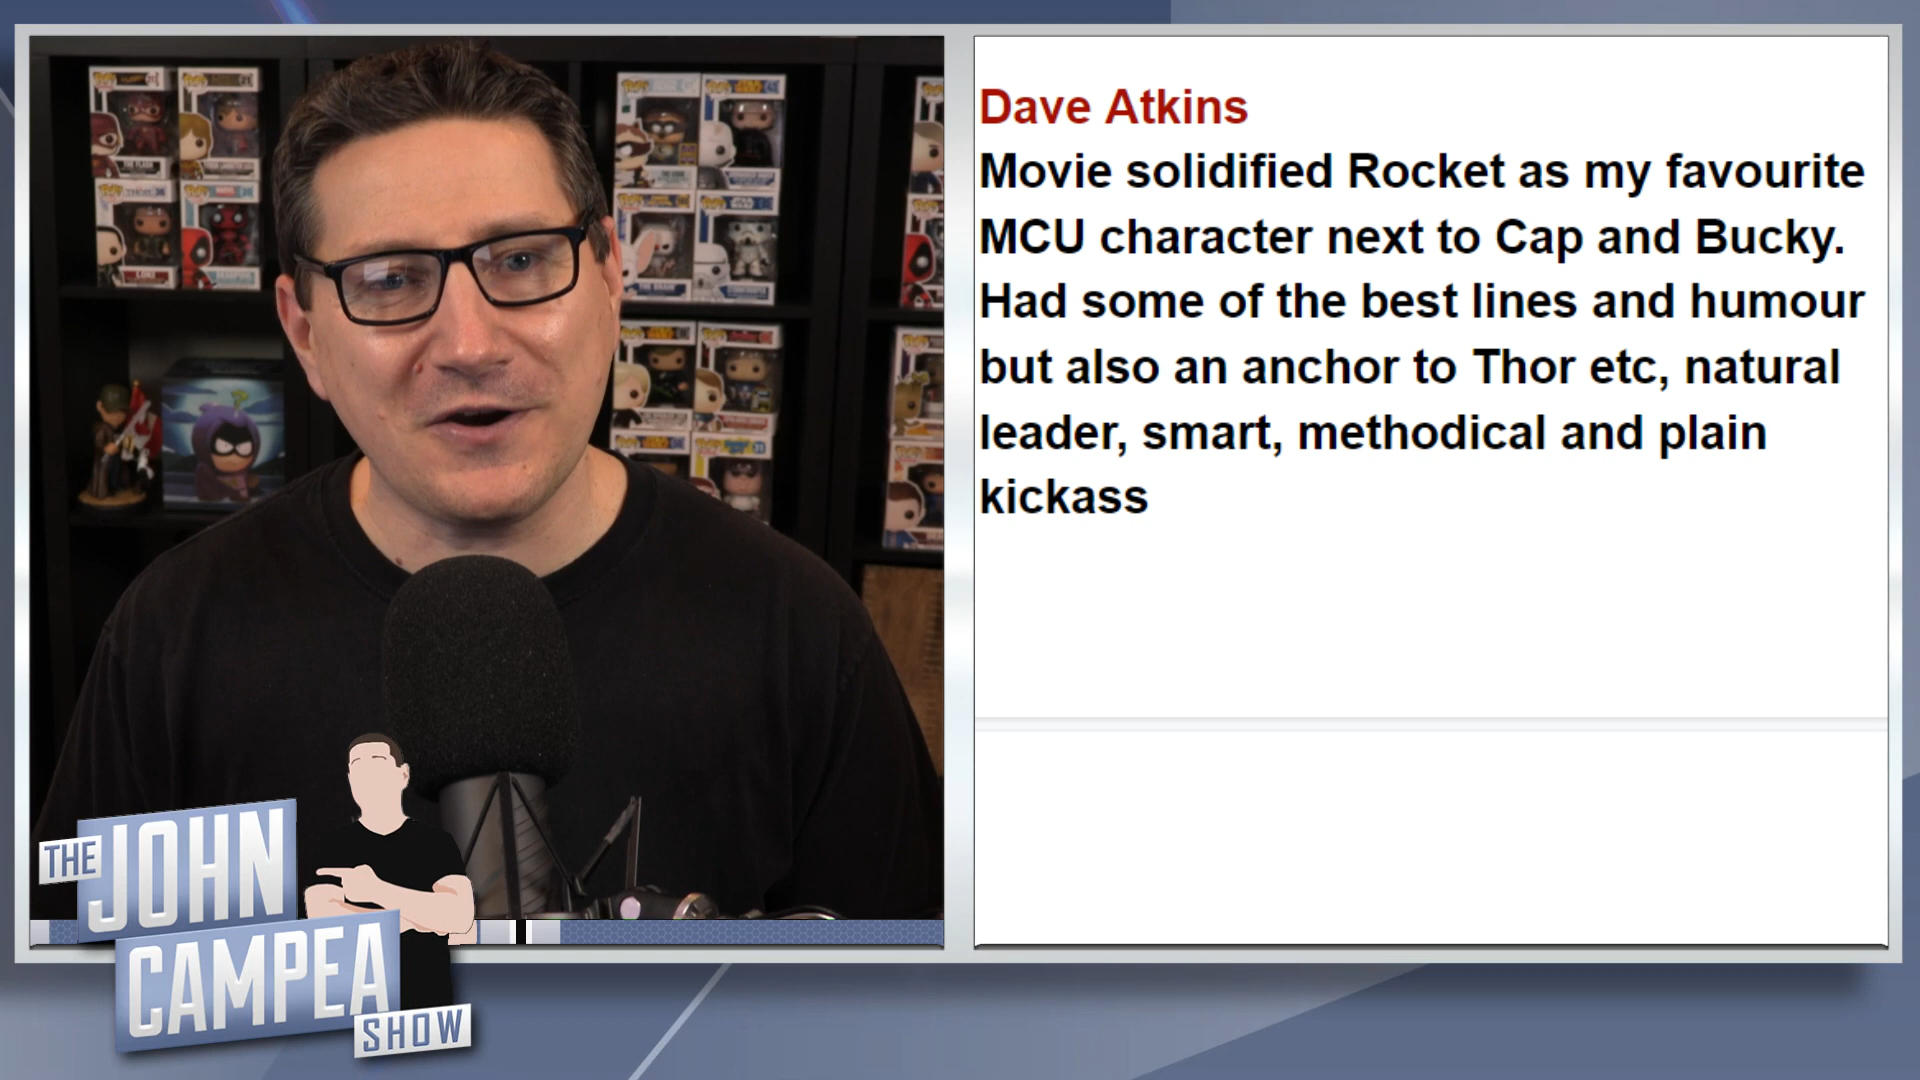 Dave Atkins
Movie solidified Rocket as my favourite
MCU character next to Cap and Bucky.
Had some of the best lines and humour
but also an anchor to Thor etc, natural
leader, smart, methodical and plain
kickass
THE
JOHN
CAMPEA
SHOW